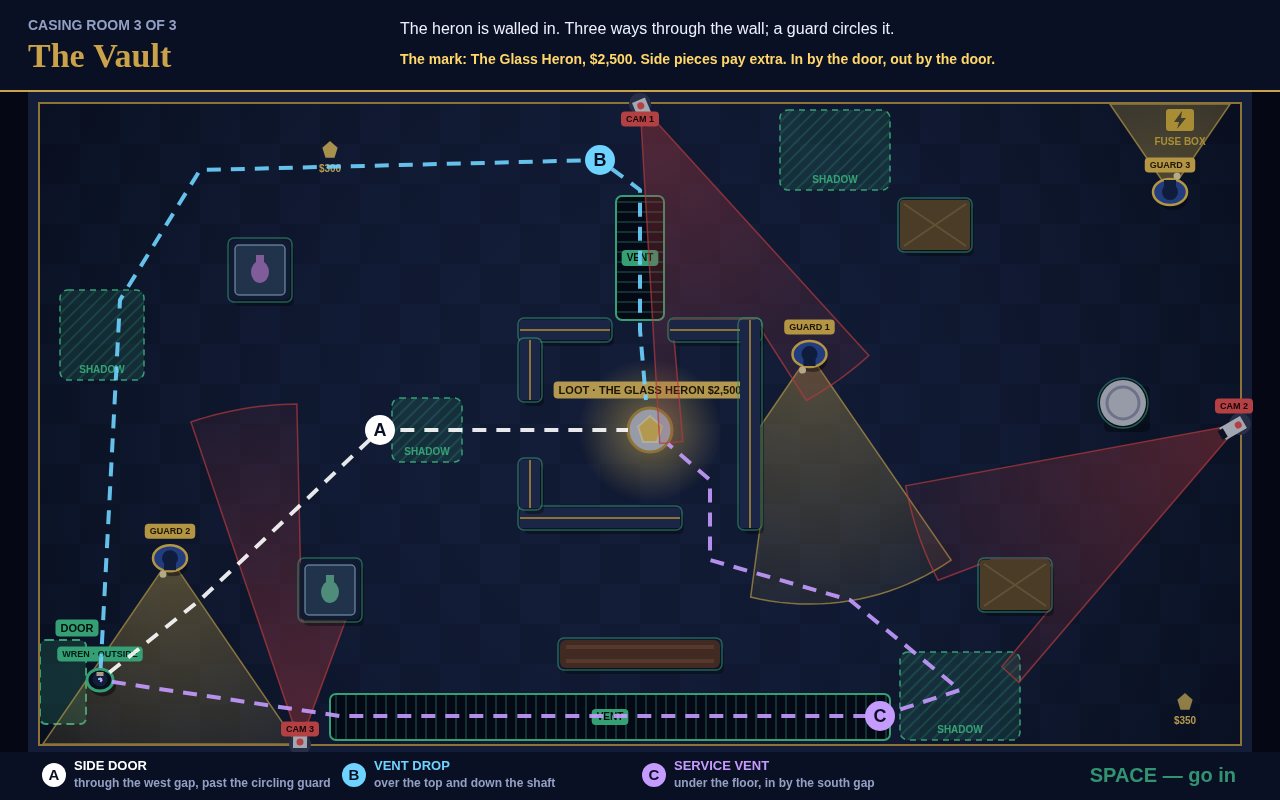 CASING ROOM 3 OF 3
The Vault
The heron is walled in. Three ways through the wall; a guard circles it.
The mark: The Glass Heron, $2,500. Side pieces pay extra. In by the door, out by the door.
CAM 1
FUSE BOX
GUARD 3
B
$300
SHADOW
VENT
GUARD 1
SHADOW
LOOT · THE GLASS HERON $2,500
CAM 2
A
SHADOW
GUARD 2
DOOR
WREN · OUTSIDE
CAM 3
VENT
C
SHADOW
$350
A
SIDE DOOR
through the west gap, past the circling guard
B
VENT DROP
over the top and down the shaft
C
SERVICE VENT
under the floor, in by the south gap
SPACE — go in